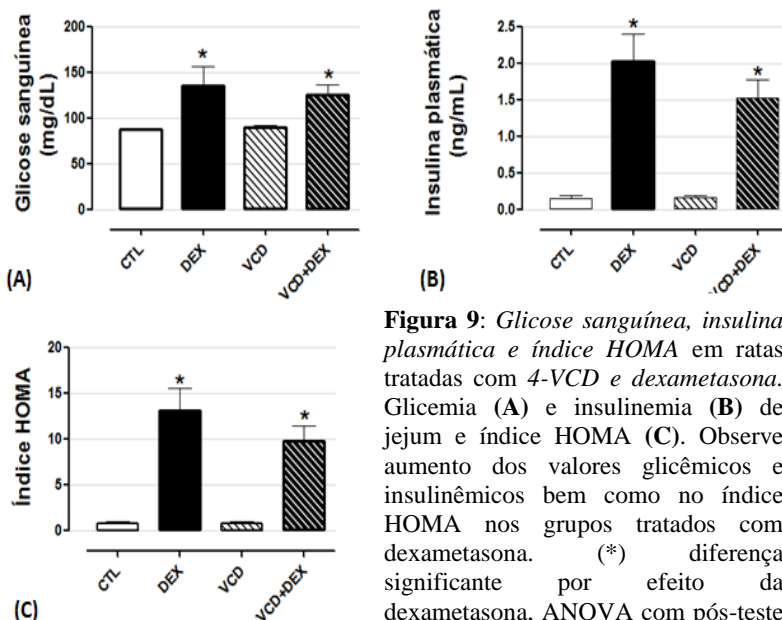 Glicose sanguínea
(mg/dL)
200
150
100
50
0
*
*
CTL
DEX
VCD
VCD+DEX
(A)
Insulina plasmática
(ng/mL)
2.5
2.0
1.5
1.0
0.5
0.0
*
*
CTL
DEX
VCD
VCD+DEX
(B)
Índice HOMA
20
15
10
5
0
*
*
CTL
DEX
VCD
VCD+DEX
(C)
Figura 9: Glicose sanguínea, insulina
plasmática e índice HOMA em ratas
tratadas com 4-VCD e dexametasona.
Glicemia (A) e insulinemia (B) de
jejum e índice HOMA (C). Observe
aumento dos valores glicêmicos e
insulinêmicos bem como no índice
HOMA nos grupos tratados com
dexametasona. (*) diferença
significante por efeito da
dexametasona, ANOVA com pós-teste